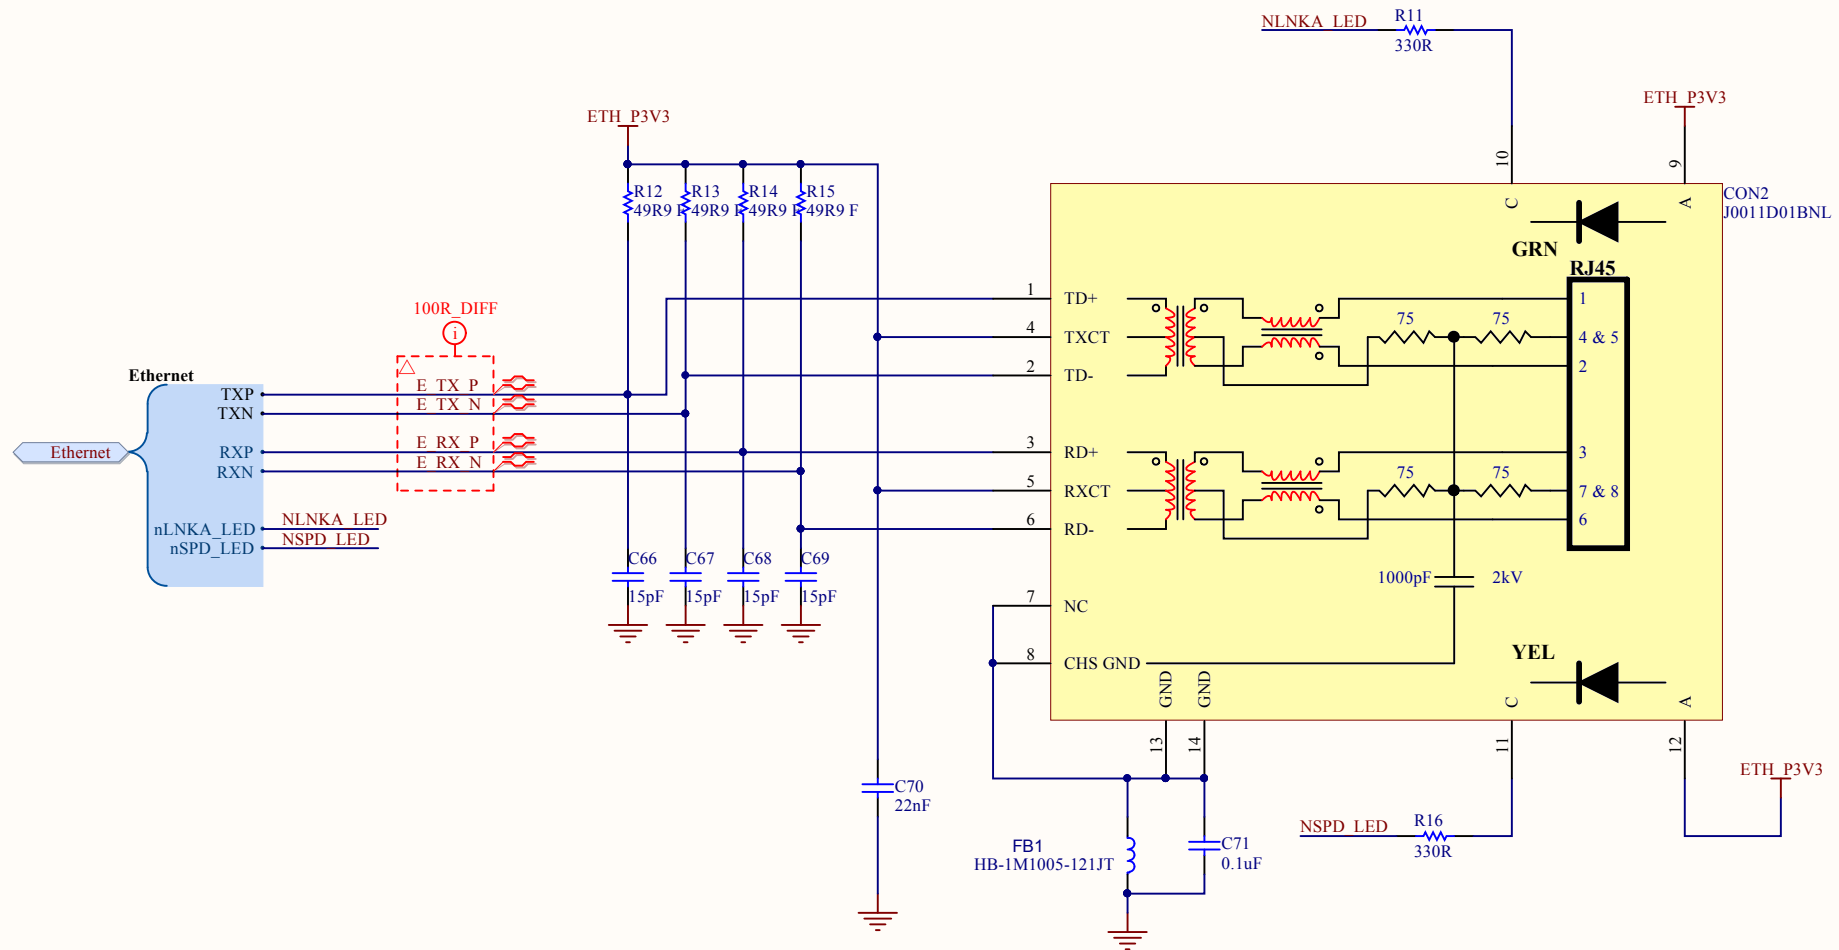 NLNKA_LED
R11
330R
ETH_P3V3
ETH_P3V3
10
9
R12
49R9 F
R13
49R9 F
R14
49R9 F
R15
49R9 F
C
A
CON2
J0011D01BNL
GRN
RJ45
100R_DIFF
i
1
TD+
1
4
TXCT
75
75
4 & 5
2
TD-
2
Ethernet
TXP
E_TX_P
TXN
E_TX_N
Ethernet
RXP
E_RX_P
RXN
E_RX_N
3
RD+
3
5
RXCT
75
75
7 & 8
6
RD-
6
nLNKA_LED
NLNKA_LED
nSPD_LED
NSPD_LED
C66
15pF
C67
15pF
C68
15pF
C69
15pF
1000pF
2kV
7
NC
8
CHS GND
YEL
GND
GND
C
A
13
14
11
12
ETH_P3V3
C70
22nF
NSPD_LED
R16
330R
FB1
HB-1M1005-121JT
C71
0.1uF